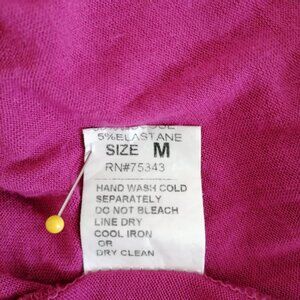 5% ELASTANE
SIZE M
RN#75343
HAND WASH COLD
SEPARATELY
DO NOT BLEACH
LINE DRY
COOL IRON
OR
DRY CLEAN